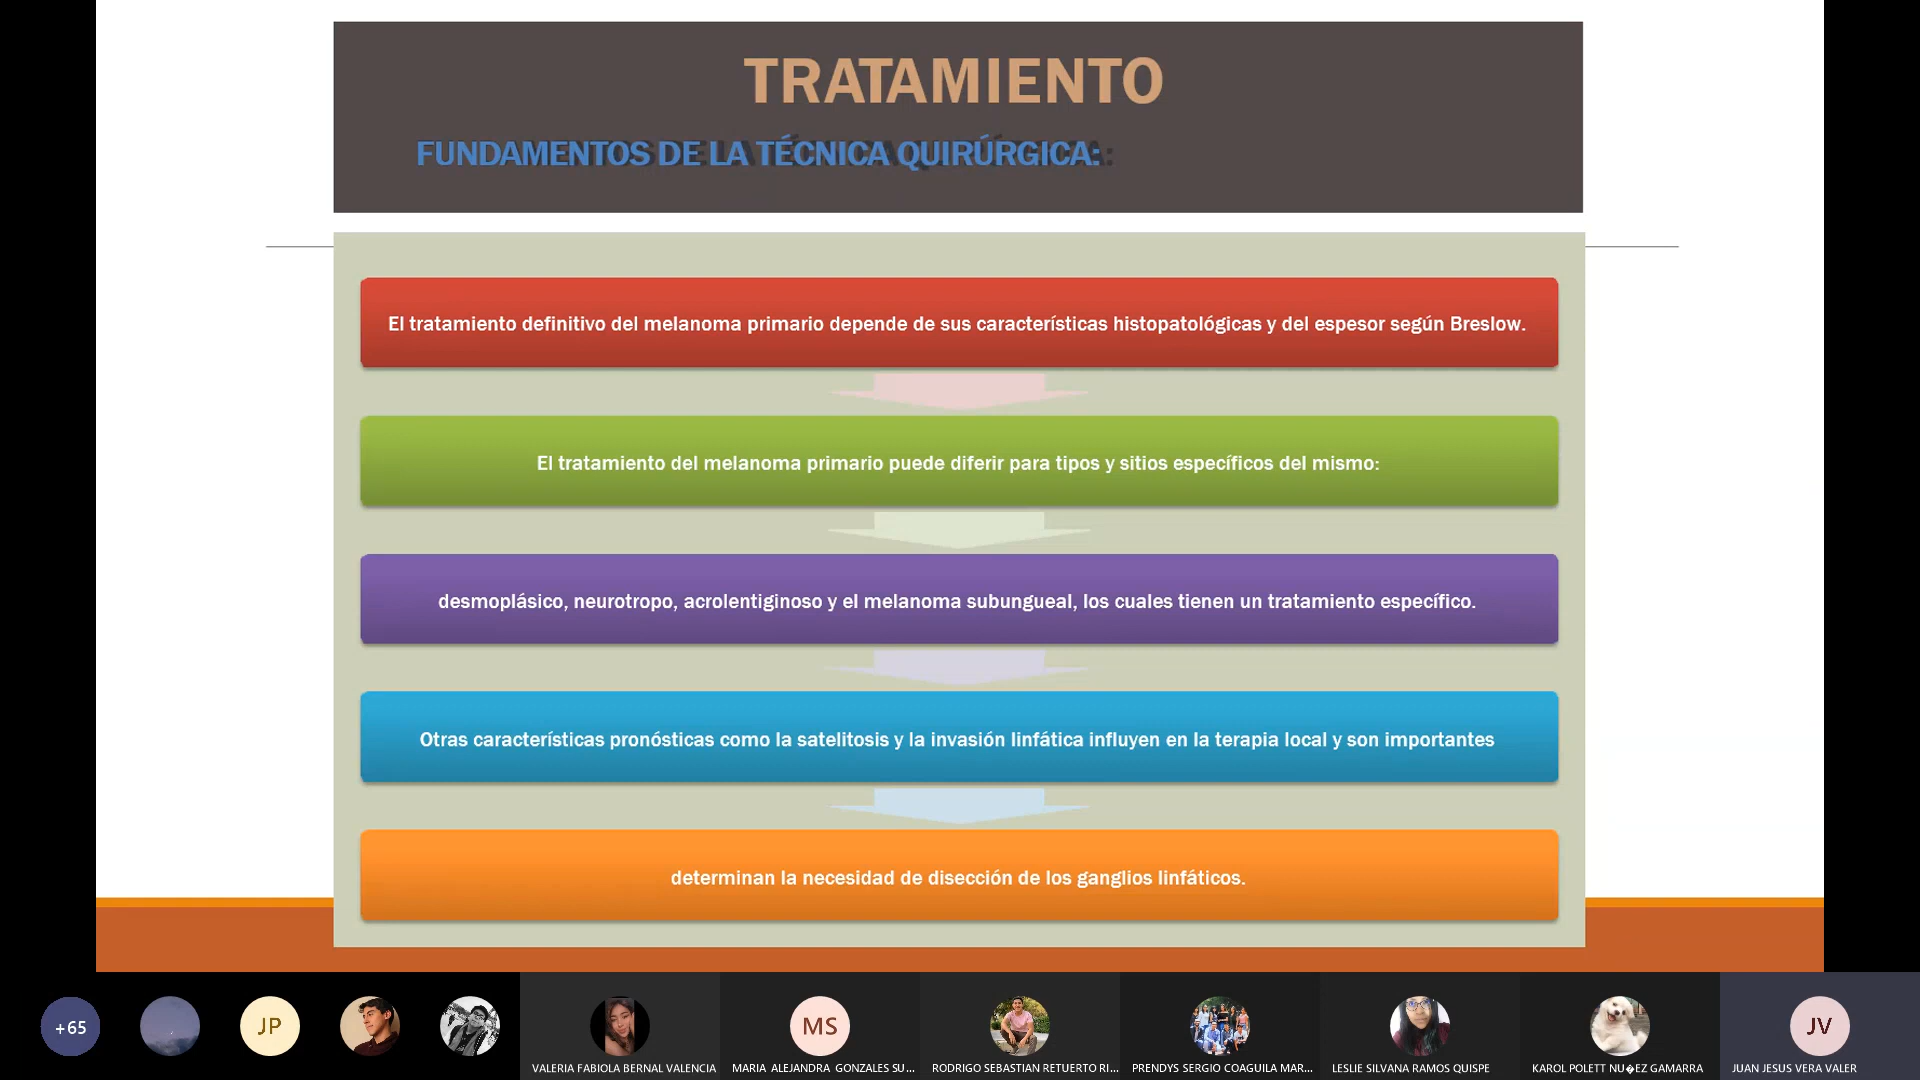 TRATAMIENTO
FUNDAMENTOS DE LA TÉCNICA QUIRÚRGICA:
El tratamiento definitivo del melanoma primario depende de sus características histopatológicas y del espesor según Breslow.
El tratamiento del melanoma primario puede diferir para tipos y sitios específicos del mismo:
desmoplásico, neurotropo, acrolentiginoso y el melanoma subungueal, los cuales tienen un tratamiento específico.
Otras características pronósticas como la satelitosis y la invasión linfática influyen en la terapia local y son importantes
determinan la necesidad de disección de los ganglios linfáticos.
+65
JP
MS
JV
VALERIA FABIOLA BERNAL VALENCIA
MARIA ALEJANDRA GONZALES SU...
RODRIGO SEBASTIAN RETUERTO RI...
PRENDYS SERGIO COAGUILA MAR...
LESLIE SILVANA RAMOS QUISPE
KAROL POLETT NU�EZ GAMARRA
JUAN JESUS VERA VALER